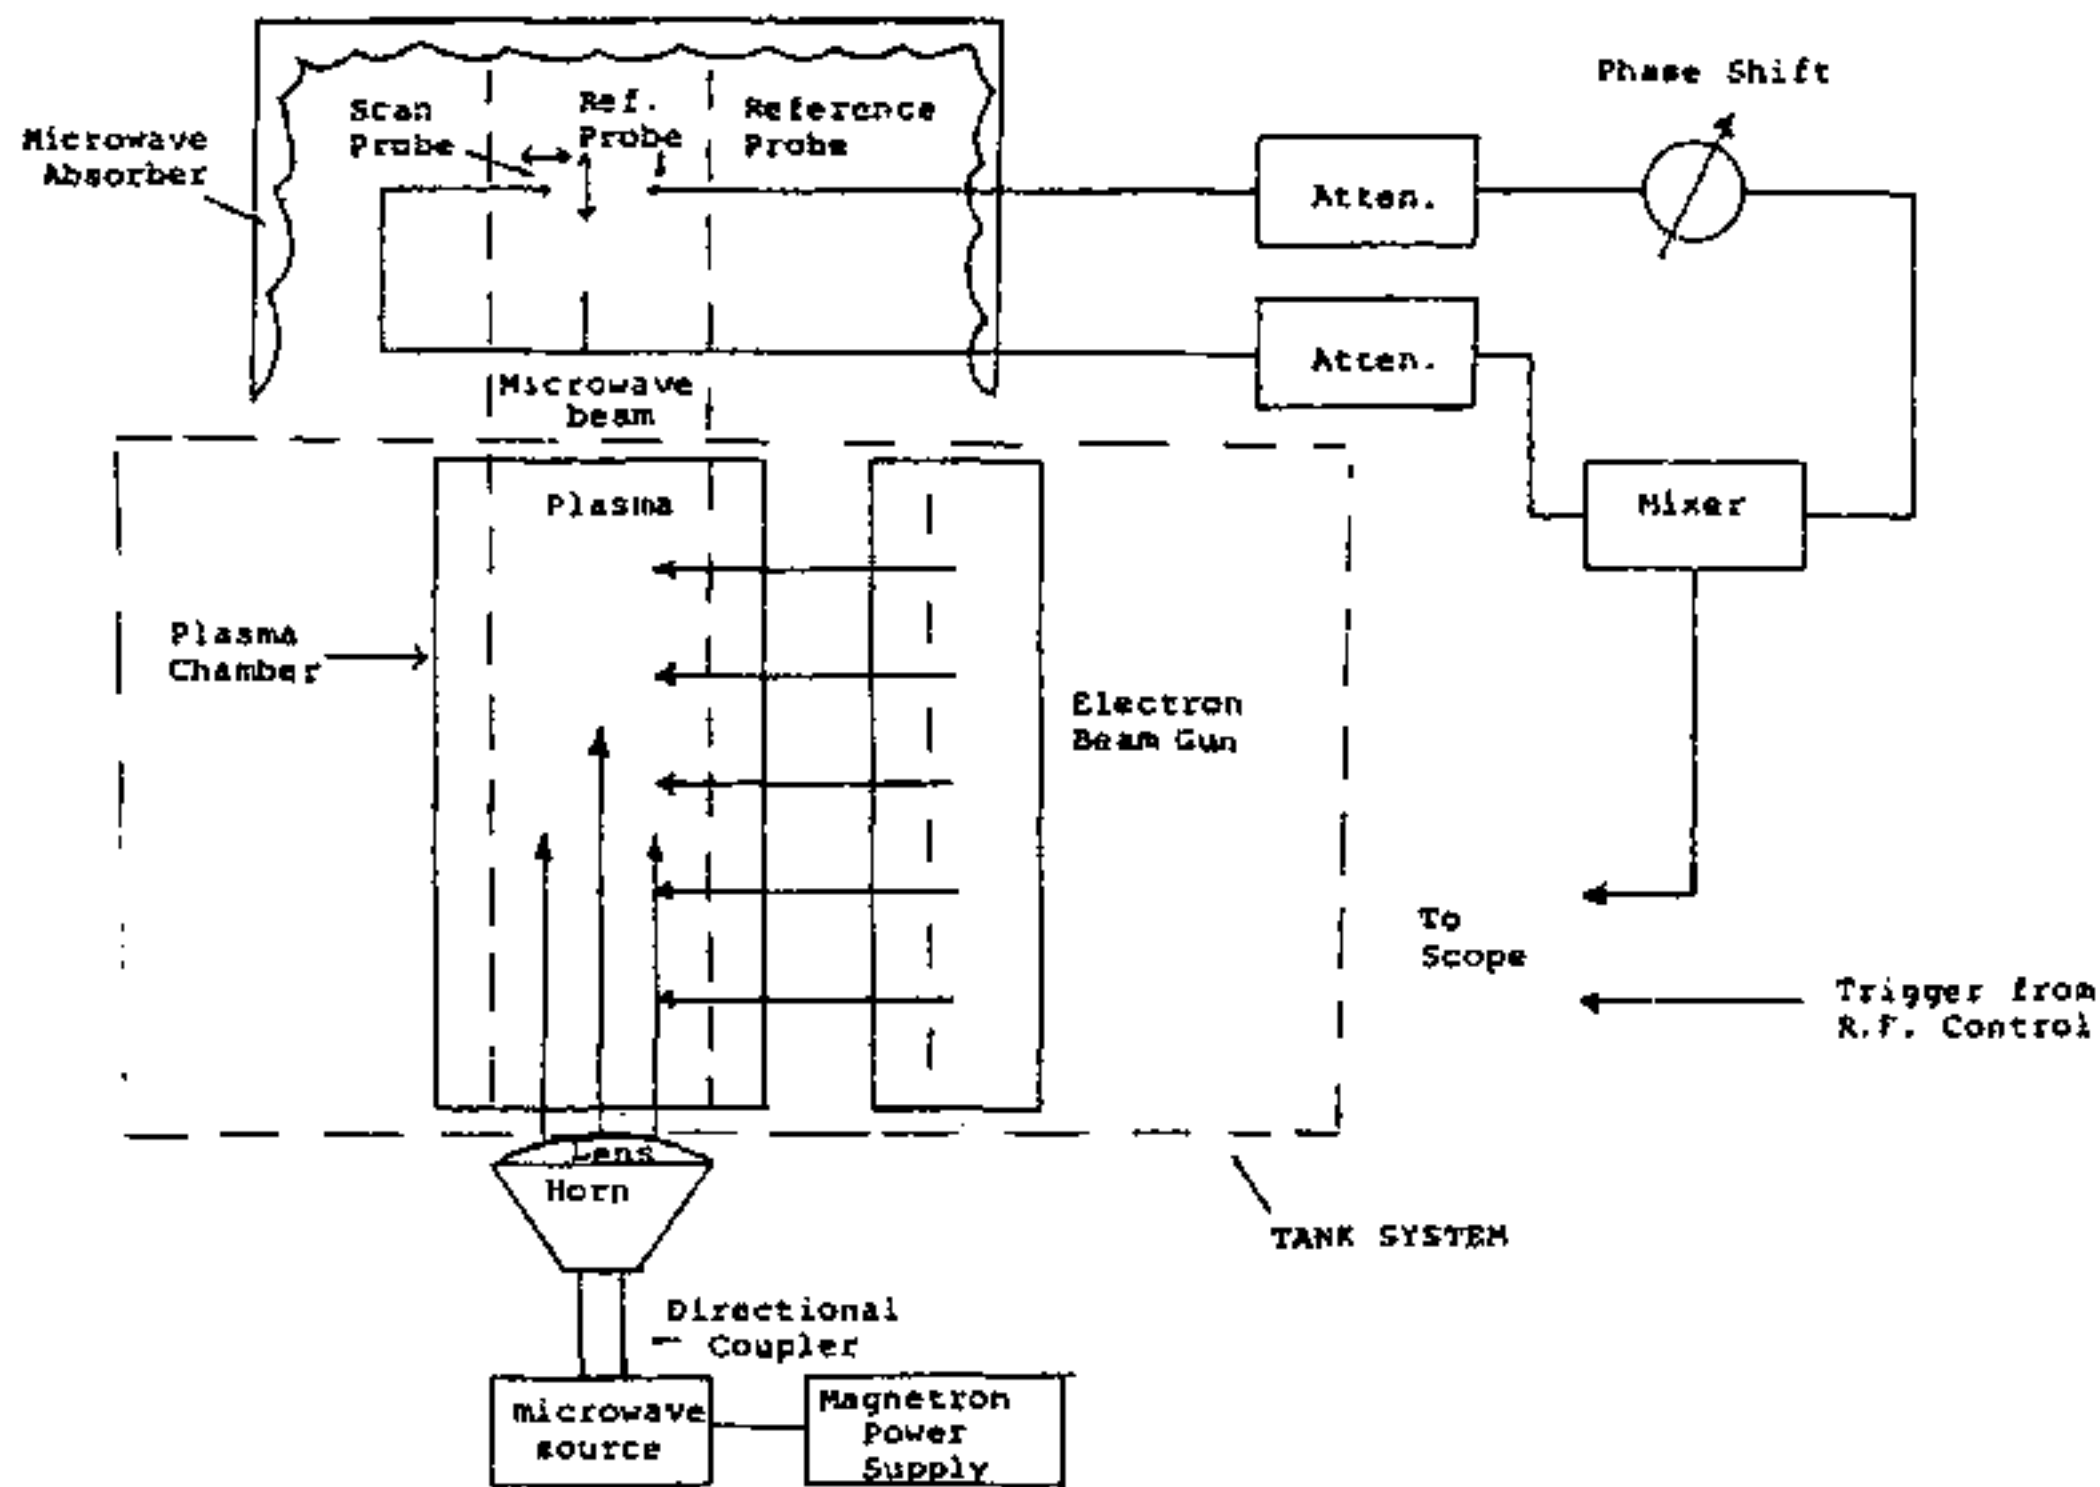 Phase Shift
Scan
Probe
Ref.
Probe
Reference
Probe
Microwave
Absorber
Atten.
Atten.
Microwave
beam
Mixer
Plasma
Plasma
Chamber
Electron
Beam Gun
To
Scope
Trigger from
R.F. Control
Lens
Horn
TANK SYSTEM
Directional
Coupler
microwave
source
Magnetron
Power
Supply